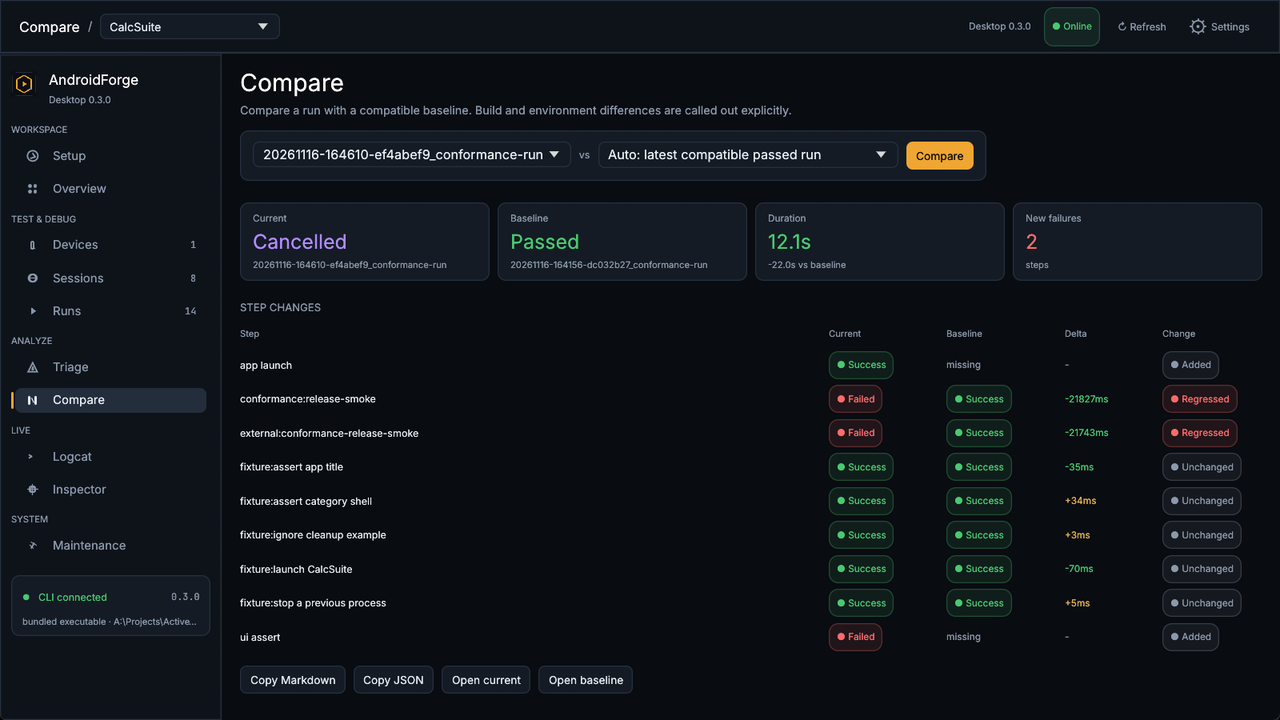 Compare / CalcSuite Desktop 0.3.0 Online Refresh Settings
AndroidForge
Desktop 0.3.0
WORKSPACE
Setup
Overview
TEST & DEBUG
Devices 1
Sessions 8
Runs 14
ANALYZE
Triage
Compare
LIVE
Logcat
Inspector
SYSTEM
Maintenance
CLI connected 0.3.0
bundled executable · A:\Projects\Active...
Compare
Compare a run with a compatible baseline. Build and environment differences are called out explicitly.
20261116-164610-ef4abef9_conformance-run vs Auto: latest compatible passed run Compare
Current
Cancelled
20261116-164610-ef4abef9_conformance-run
Baseline
Passed
20261116-164156-dc032b27_conformance-run
Duration
12.1s
-22.0s vs baseline
New failures
2
steps
STEP CHANGES
Step Current Baseline Delta Change
app launch Success missing - Added
conformance:release-smoke Failed Success -21827ms Regressed
external:conformance-release-smoke Failed Success -21743ms Regressed
fixture:assert app title Success Success -35ms Unchanged
fixture:assert category shell Success Success +34ms Unchanged
fixture:ignore cleanup example Success Success +3ms Unchanged
fixture:launch CalcSuite Success Success -70ms Unchanged
fixture:stop a previous process Success Success +5ms Unchanged
ui assert Failed missing - Added
Copy Markdown Copy JSON Open current Open baseline